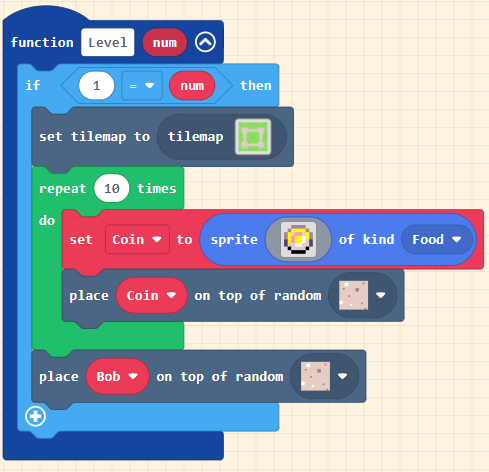 function Level num
if 1 = num then
set tilemap to tilemap
repeat 10 times
do
set Coin to sprite of kind Food
place Coin on top of random
place Bob on top of random